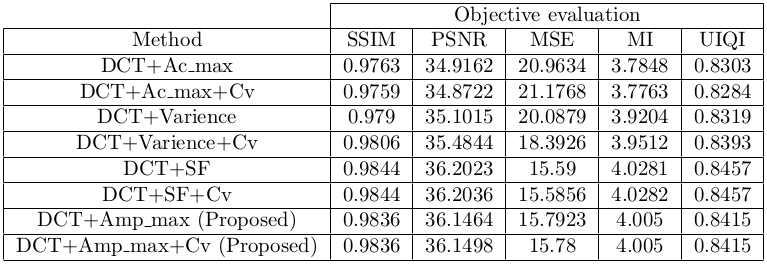 Objective evaluation
Method SSIM PSNR MSE MI UIQI
DCT+Ac_max 0.9763 34.9162 20.9634 3.7848 0.8303
DCT+Ac_max+Cv 0.9759 34.8722 21.1768 3.7763 0.8284
DCT+Varience 0.979 35.1015 20.0879 3.9204 0.8319
DCT+Varience+Cv 0.9806 35.4844 18.3926 3.9512 0.8393
DCT+SF 0.9844 36.2023 15.59 4.0281 0.8457
DCT+SF+Cv 0.9844 36.2036 15.5856 4.0282 0.8457
DCT+Amp_max (Proposed) 0.9836 36.1464 15.7923 4.005 0.8415
DCT+Amp_max+Cv (Proposed) 0.9836 36.1498 15.78 4.005 0.8415